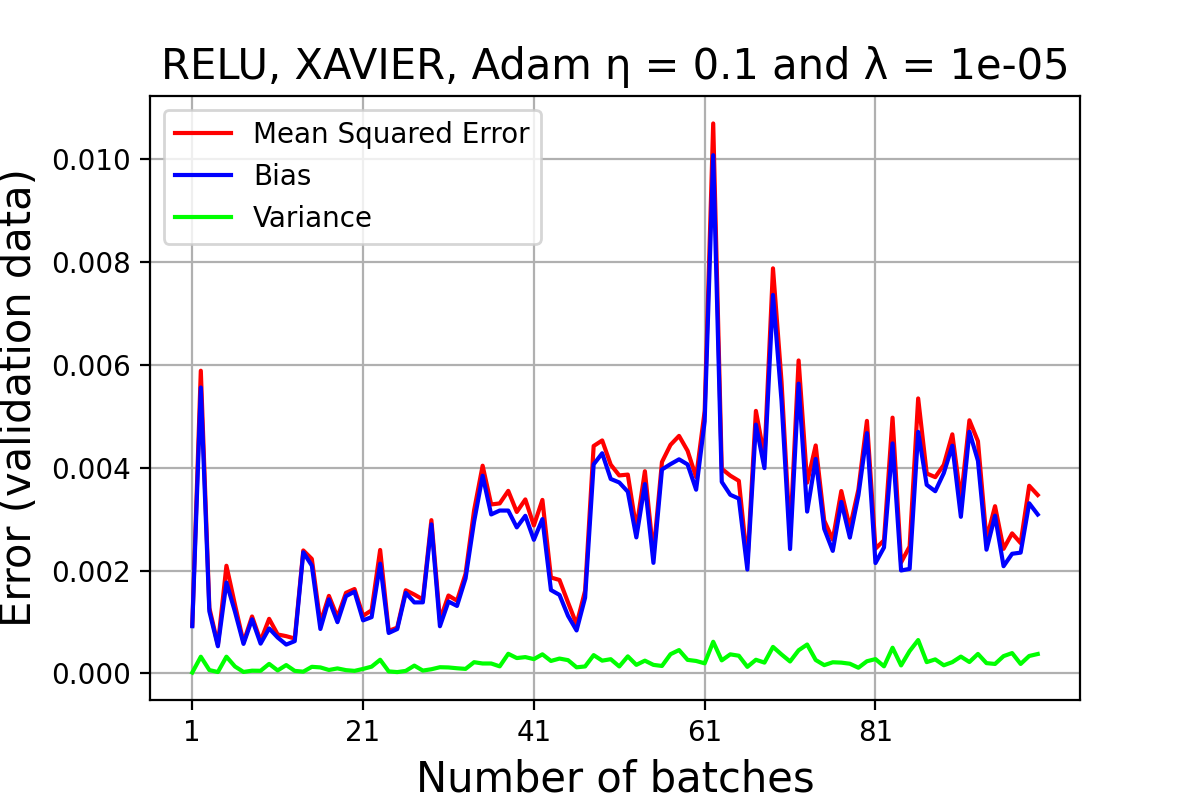 RELU, XAVIER, Adam η = 0.1 and λ = 1e-05
Mean Squared Error
Bias
Variance
Error (validation data)
0.010
0.008
0.006
0.004
0.002
0.000
1
21
41
61
81
Number of batches